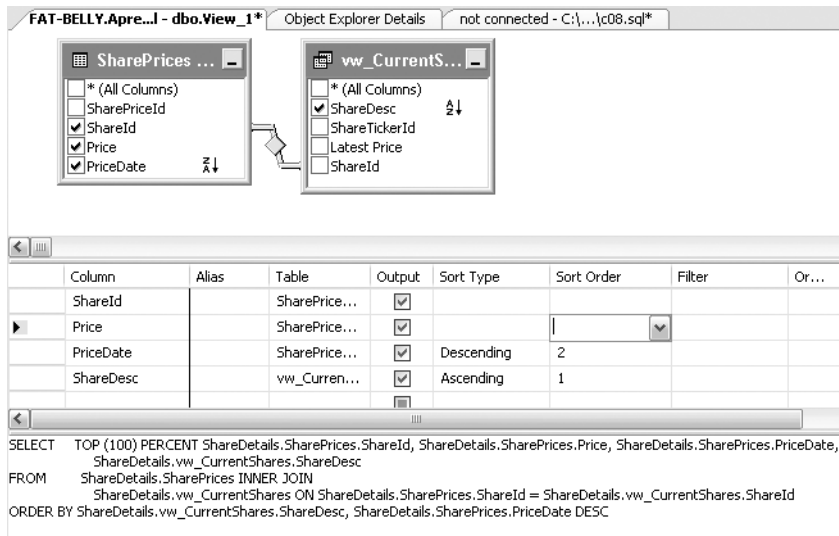 FAT-BELLY.Apre...l - dbo.View_1* Object Explorer Details not connected - C:\...\c08.sql*
SharePrices ...
* (All Columns)
SharePriceId
ShareId
Price
PriceDate
vw_CurrentS...
* (All Columns)
ShareDesc
ShareTickerId
Latest Price
ShareId
Column Alias Table Output Sort Type Sort Order Filter Or...
ShareId SharePrice...
Price SharePrice...
PriceDate SharePrice... Descending 2
ShareDesc vw_Curren... Ascending 1
SELECT TOP (100) PERCENT ShareDetails.SharePrices.ShareId, ShareDetails.SharePrices.Price, ShareDetails.SharePrices.PriceDate,
ShareDetails.vw_CurrentShares.ShareDesc
FROM ShareDetails.SharePrices INNER JOIN
ShareDetails.vw_CurrentShares ON ShareDetails.SharePrices.ShareId = ShareDetails.vw_CurrentShares.ShareId
ORDER BY ShareDetails.vw_CurrentShares.ShareDesc, ShareDetails.SharePrices.PriceDate DESC